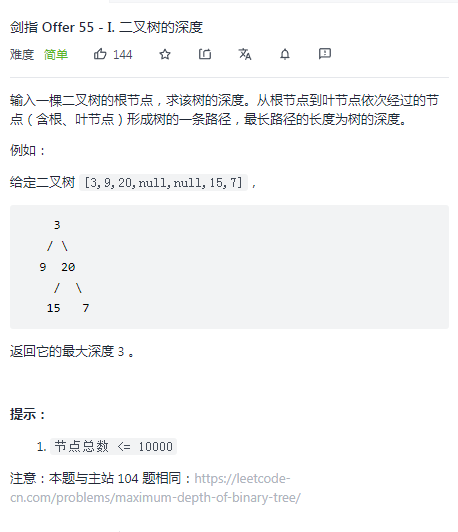 剑指 Offer 55 - I. 二叉树的深度
难度 简单 144
输入一棵二叉树的根节点，求该树的深度。从根节点到叶节点依次经过的节
点（含根、叶节点）形成树的一条路径，最长路径的长度为树的深度。
例如：
给定二叉树 [3,9,20,null,null,15,7]，
3
/ \
9 20
/ \
15 7
返回它的最大深度 3 。
提示：
1. 节点总数 <= 10000
注意：本题与主站 104 题相同：https://leetcode-
cn.com/problems/maximum-depth-of-binary-tree/